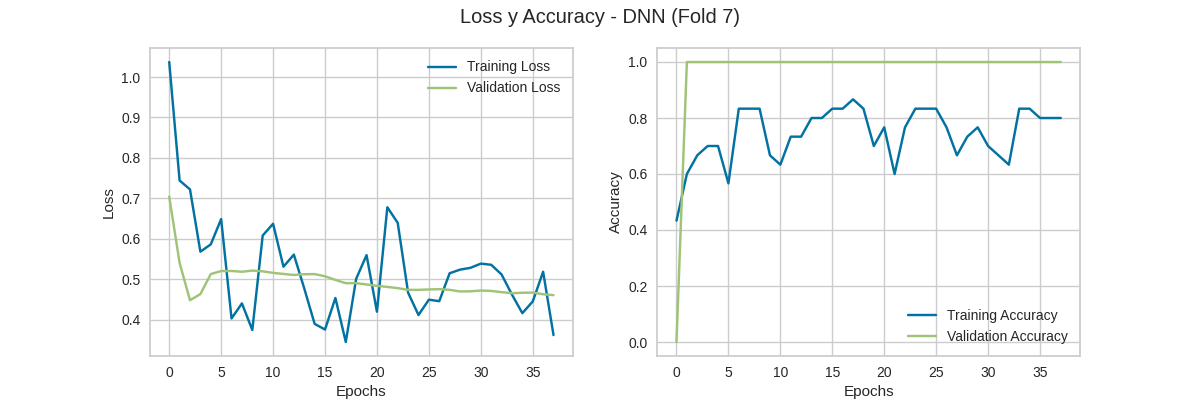 Loss y Accuracy - DNN (Fold 7)
Training Loss
Validation Loss
1.0
0.9
0.8
0.7
0.6
0.5
0.4
Loss
0 5 10 15 20 25 30 35
Epochs
1.0
0.8
0.6
0.4
0.2
0.0
Accuracy
Training Accuracy
Validation Accuracy
0 5 10 15 20 25 30 35
Epochs